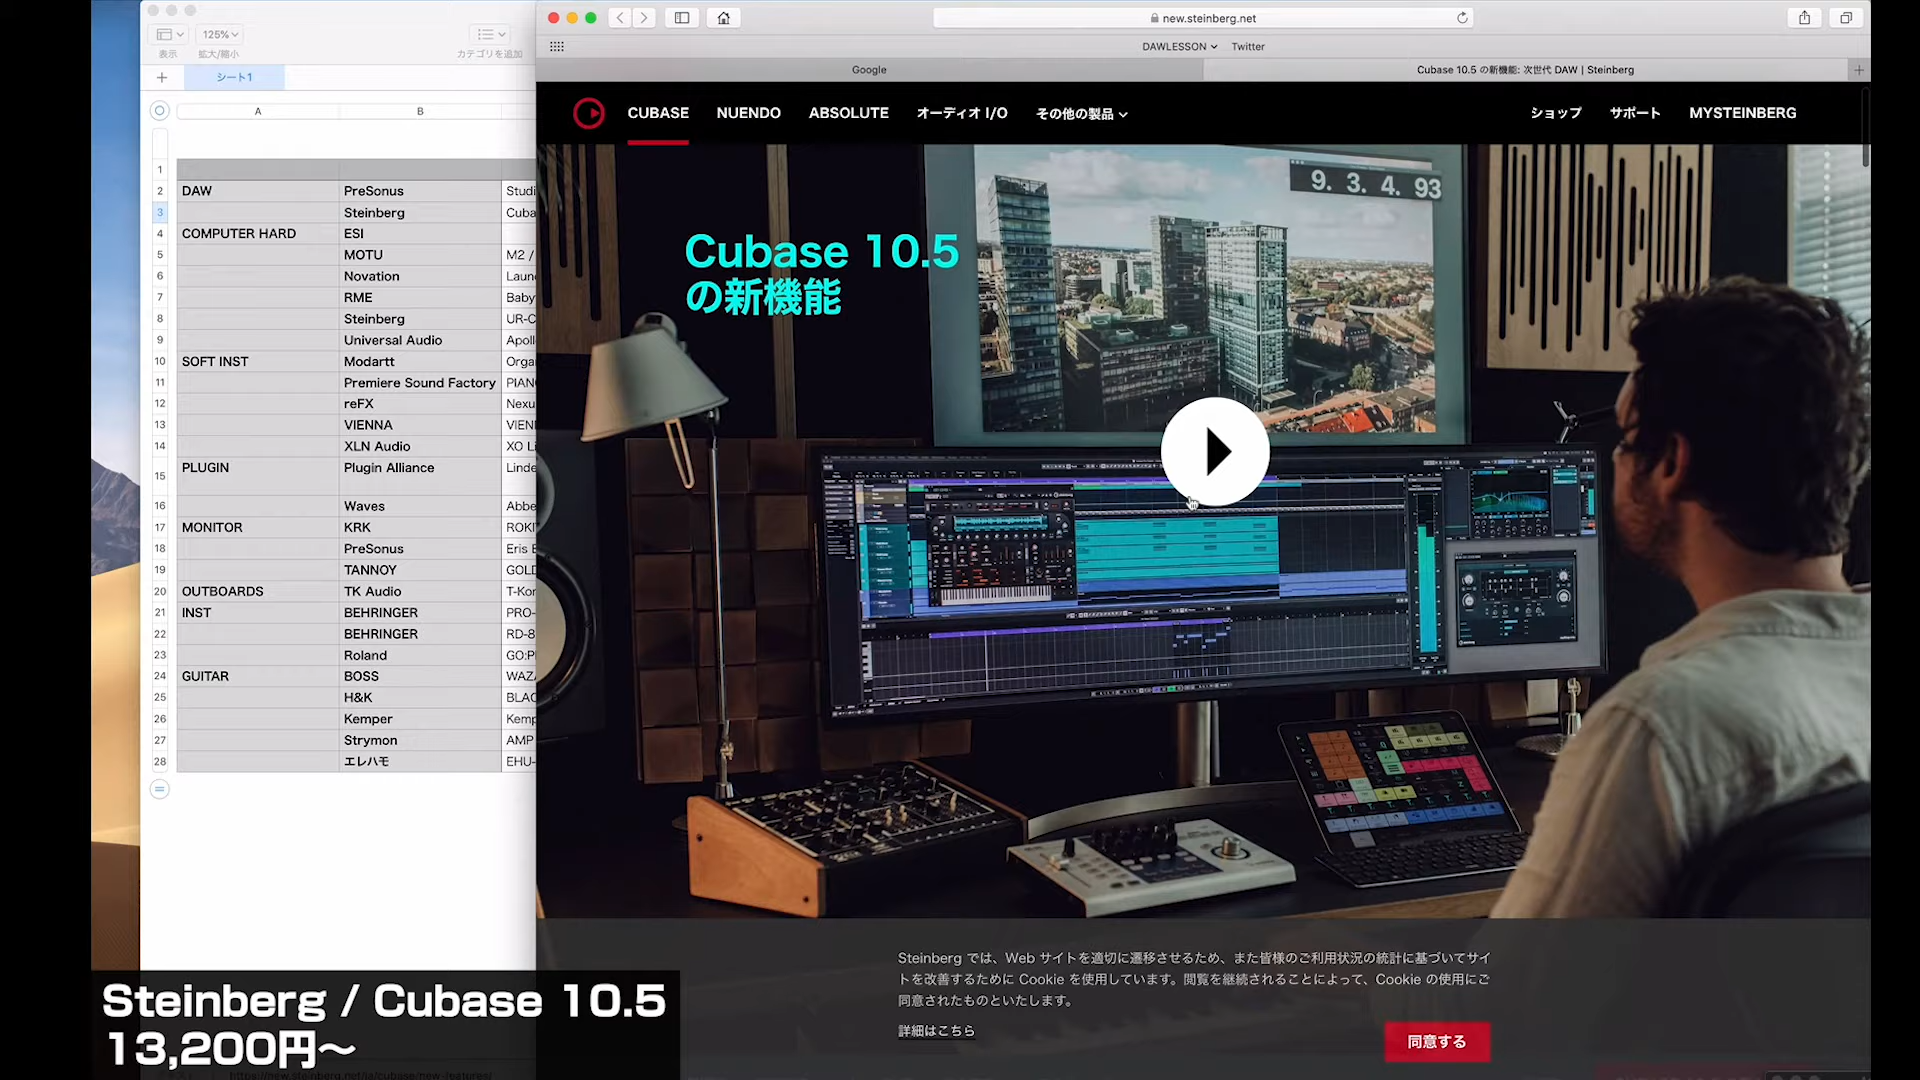 125%
表示
拡大/縮小
カテゴリを追加
シート1
A
B
1
2 DAW PreSonus Studi
3 Steinberg Cuba
4 COMPUTER HARD ESI
5 MOTU M2 /
6 Novation Laun
7 RME Baby
8 Steinberg UR-C
9 Universal Audio Apoll
10 SOFT INST Modartt Orga
11 Premiere Sound Factory PIAN
12 reFX Nexu
13 VIENNA VIEN
14 XLN Audio XO Li
15 PLUGIN Plugin Alliance Linde
16 Waves Abbe
17 MONITOR KRK ROKI
18 PreSonus Eris E
19 TANNOY GOLD
20 OUTBOARDS TK Audio T-Kor
21 INST BEHRINGER PRO-
22 BEHRINGER RD-8
23 Roland GO:PI
24 GUITAR BOSS WAZA
25 H&K BLAC
26 Kemper Kemp
27 Strymon AMP
28 エレハモ EHU-
new.steinberg.net
DAWLESSON
Twitter
Google
Cubase 10.5 の新機能: 次世代 DAW | Steinberg
CUBASE
NUENDO
ABSOLUTE
オーディオ I/O
その他の製品
ショップ
サポート
MYSTEINBERG
9. 3. 4. 93
Cubase 10.5
の新機能
Steinberg では、Web サイトを適切に遷移させるため、また皆様のご利用状況の統計に基づいてサイ
トを改善するために Cookie を使用しています。閲覧を継続されることによって、Cookie の使用にご
同意されたものといたします。
詳細はこちら
同意する
Steinberg / Cubase 10.5
13,200円～